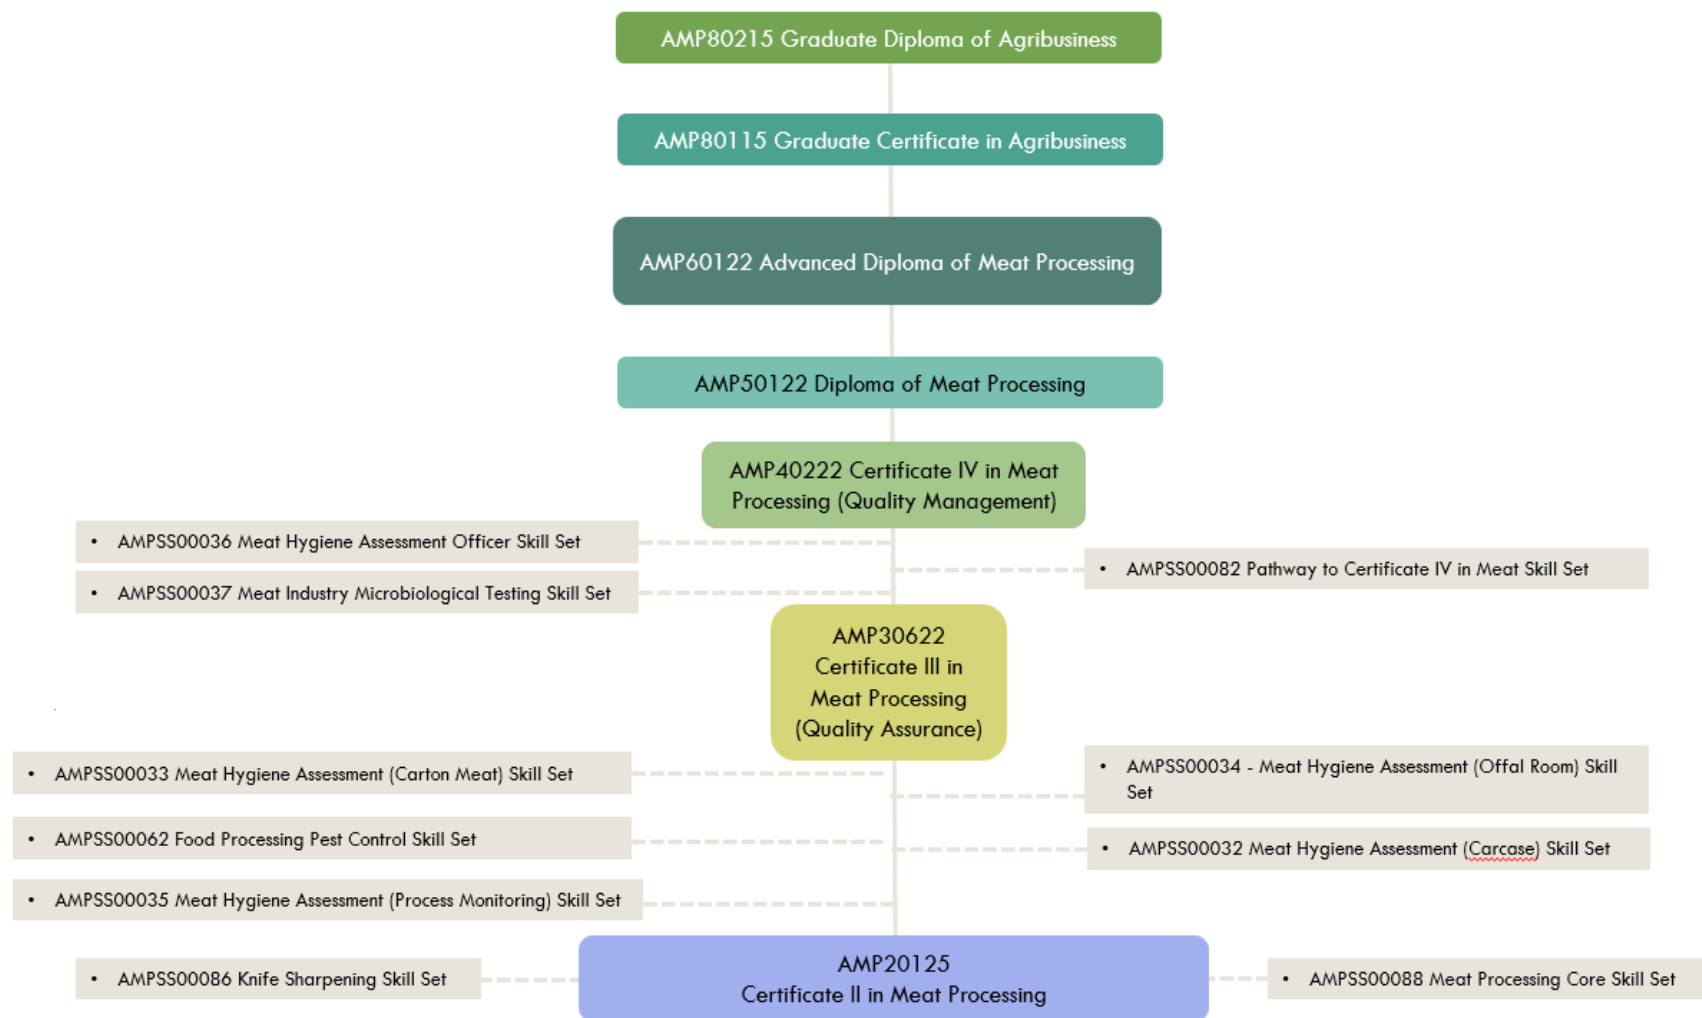 AMP80215 Graduate Diploma of Agribusiness
AMP80115 Graduate Certificate in Agribusiness
AMP60122 Advanced Diploma of Meat Processing
AMP50122 Diploma of Meat Processing
AMP40222 Certificate IV in Meat
Processing (Quality Management)
• AMPSS00036 Meat Hygiene Assessment Officer Skill Set
• AMPSS00082 Pathway to Certificate IV in Meat Skill Set
• AMPSS00037 Meat Industry Microbiological Testing Skill Set
AMP30622
Certificate III in
Meat Processing
(Quality Assurance)
• AMPSS00033 Meat Hygiene Assessment (Carton Meat) Skill Set
• AMPSS00034 - Meat Hygiene Assessment (Offal Room) Skill
Set
• AMPSS00062 Food Processing Pest Control Skill Set
• AMPSS00032 Meat Hygiene Assessment (Carcase) Skill Set
• AMPSS00035 Meat Hygiene Assessment (Process Monitoring) Skill Set
AMP20125
Certificate II in Meat Processing
• AMPSS00086 Knife Sharpening Skill Set
• AMPSS00088 Meat Processing Core Skill Set